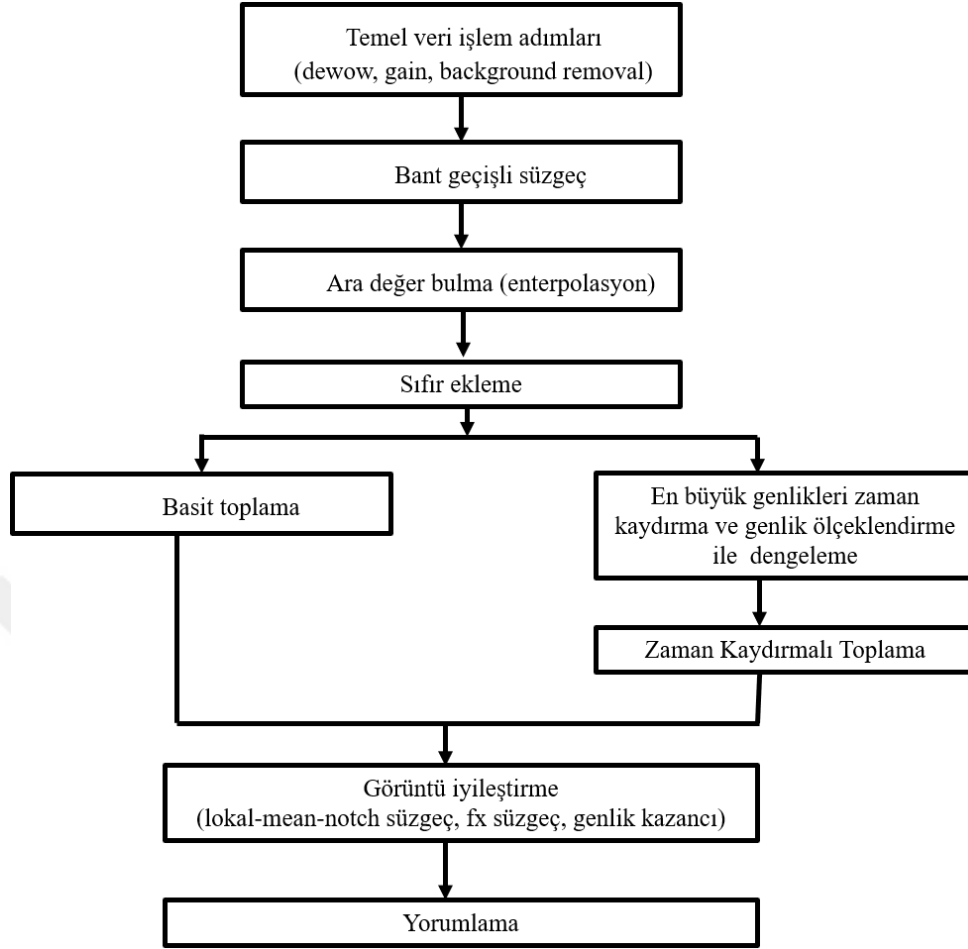 Temel veri işlem adımları
(dewow, gain, background removal)
Bant geçişli süzgeç
Ara değer bulma (enterpolasyon)
Sıfır ekleme
Basit toplama
En büyük genlikleri zaman
kaydırma ve genlik ölçeklendirme
ile dengeleme
Zaman Kaydırmalı Toplama
Görüntü iyileştirme
(lokal-mean-notch süzgeç, fx süzgeç, genlik kazancı)
Yorumlama